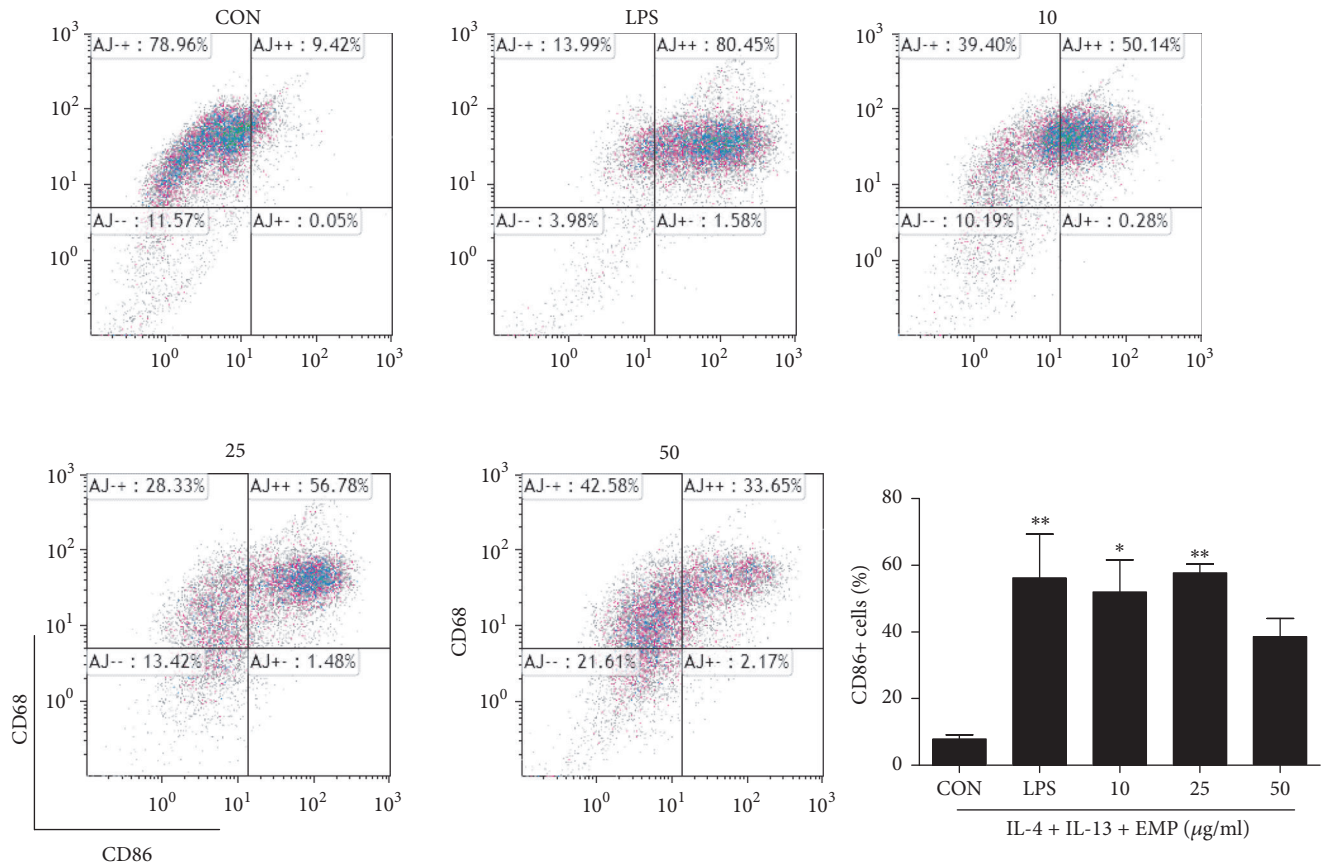 CON
10³
10²
10¹
10⁰
AJ-+ : 78.96%
AJ++ : 9.42%
AJ-- : 11.57%
AJ+- : 0.05%
10⁰ 10¹ 10² 10³
LPS
10³
10²
10¹
10⁰
AJ-+ : 13.99%
AJ++ : 80.45%
AJ-- : 3.98%
AJ+- : 1.58%
10⁰ 10¹ 10² 10³
10
10³
10²
10¹
10⁰
AJ-+ : 39.40%
AJ++ : 50.14%
AJ-- : 10.19%
AJ+- : 0.28%
10⁰ 10¹ 10² 10³
25
10³
10²
10¹
10⁰
AJ-+ : 28.33%
AJ++ : 56.78%
AJ-- : 13.42%
AJ+- : 1.48%
10⁰ 10¹ 10² 10³
CD68
CD86
50
CD68
10³
10²
10¹
10⁰
AJ-+ : 42.58%
AJ++ : 33.65%
AJ-- : 21.61%
AJ+- : 2.17%
10⁰ 10¹ 10² 10³
CD86+ cells (%)
80
60
40
20
0
** * **
CON LPS 10 25 50
IL-4 + IL-13 + EMP (μg/ml)